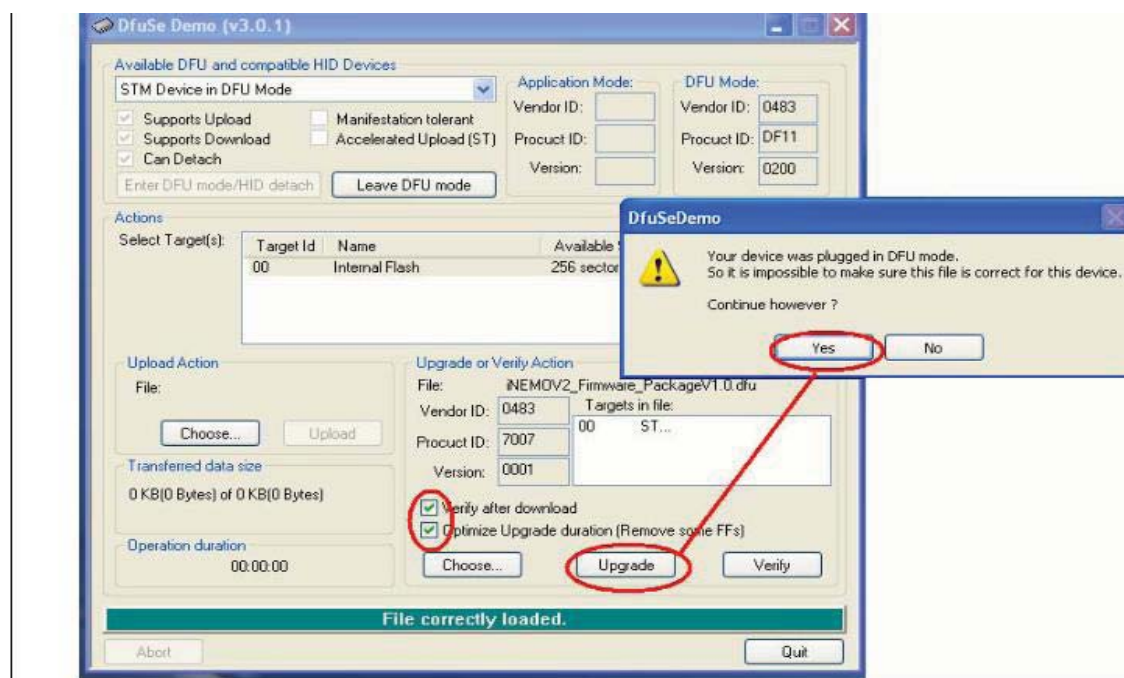 DfuSe Demo (v3.0.1)
Available DFU and compatible HID Devices
STM Device in DFU Mode
Supports Upload
Manifestation tolerant
Supports Download
Accelerated Upload (ST)
Can Detach
Enter DFU mode/HID detach
Leave DFU mode
Application Mode:
Vendor ID:
Procuct ID:
Version:
DFU Mode:
Vendor ID: 0483
Procuct ID: DF11
Version: 0200
Actions
Select Target(s):
Target Id Name Available
00 Internal Flash 256 sector
DfuSeDemo
Your device was plugged in DFU mode.
So it is impossible to make sure this file is correct for this device.
Continue however ?
Yes No
Upload Action
File:
Choose... Upload
Transferred data size
0 KB(0 Bytes) of 0 KB(0 Bytes)
Operation duration
00:00:00
Upgrade or Verify Action
File: iNEMOV2_Firmware_PackageV1.0.dfu
Vendor ID: 0483
Procuct ID: 7007
Version: 0001
Targets in file:
00 ST...
Verify after download
Optimize Upgrade duration (Remove some FFs)
Choose... Upgrade Verify
File correctly loaded.
Abort Quit